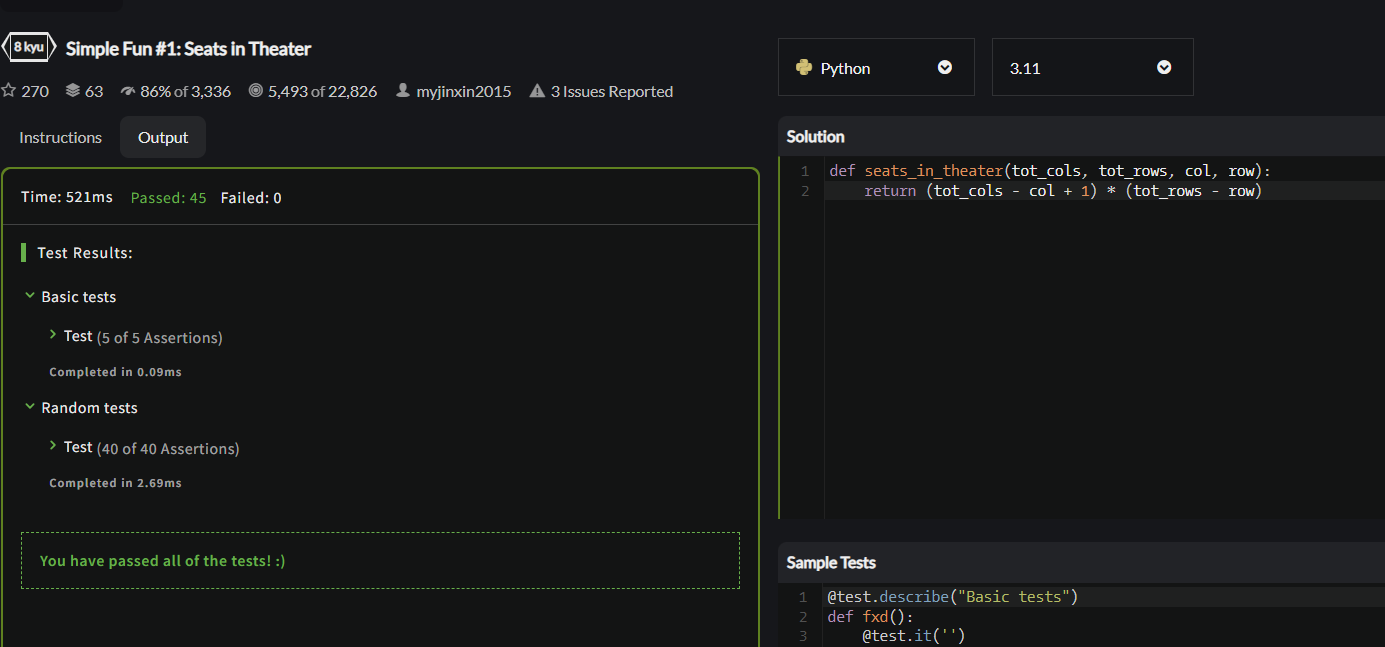 8 kyu Simple Fun #1: Seats in Theater
270 63 86% of 3,336 5,493 of 22,826 myjinxin2015 3 Issues Reported
Instructions Output
Time: 521ms Passed: 45 Failed: 0
Test Results:
Basic tests
Test (5 of 5 Assertions)
Completed in 0.09ms
Random tests
Test (40 of 40 Assertions)
Completed in 2.69ms
You have passed all of the tests! :)
Python 3.11
Solution
1 def seats_in_theater(tot_cols, tot_rows, col, row):
2     return (tot_cols - col + 1) * (tot_rows - row)
Sample Tests
1 @test.describe("Basic tests")
2 def fxd():
3     @test.it('')